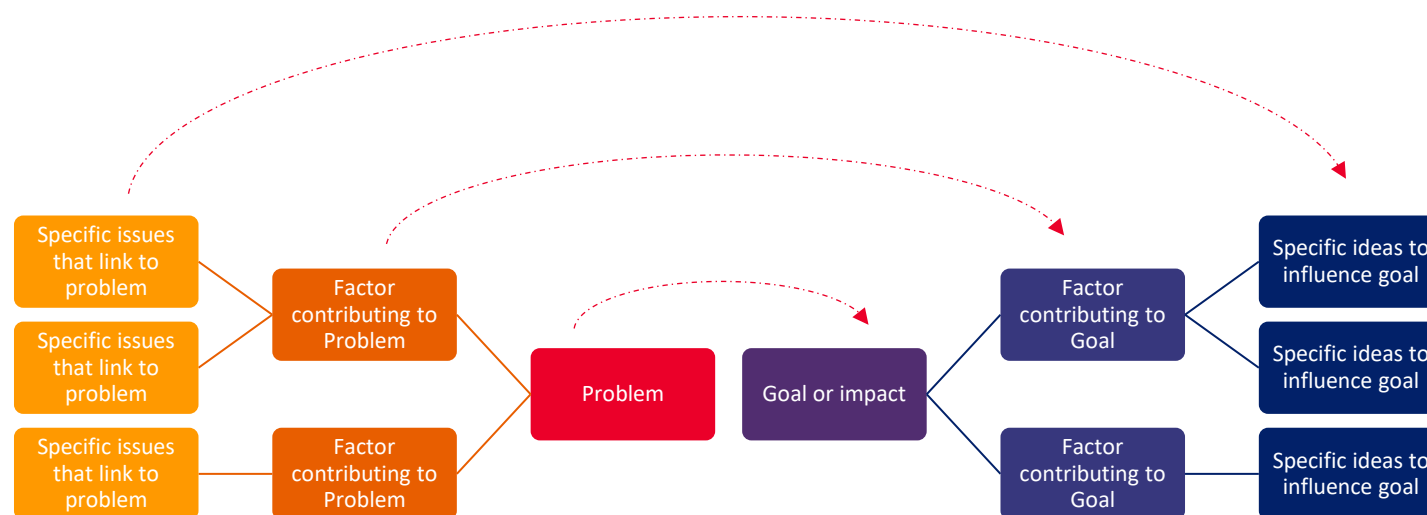 Specific issues
that link to
problem
Specific issues
that link to
problem
Specific issues
that link to
problem
Factor
contributing to
Problem
Factor
contributing to
Problem
Problem
Goal or impact
Factor
contributing to
Goal
Factor
contributing to
Goal
Specific ideas to
influence goal
Specific ideas to
influence goal
Specific ideas to
influence goal